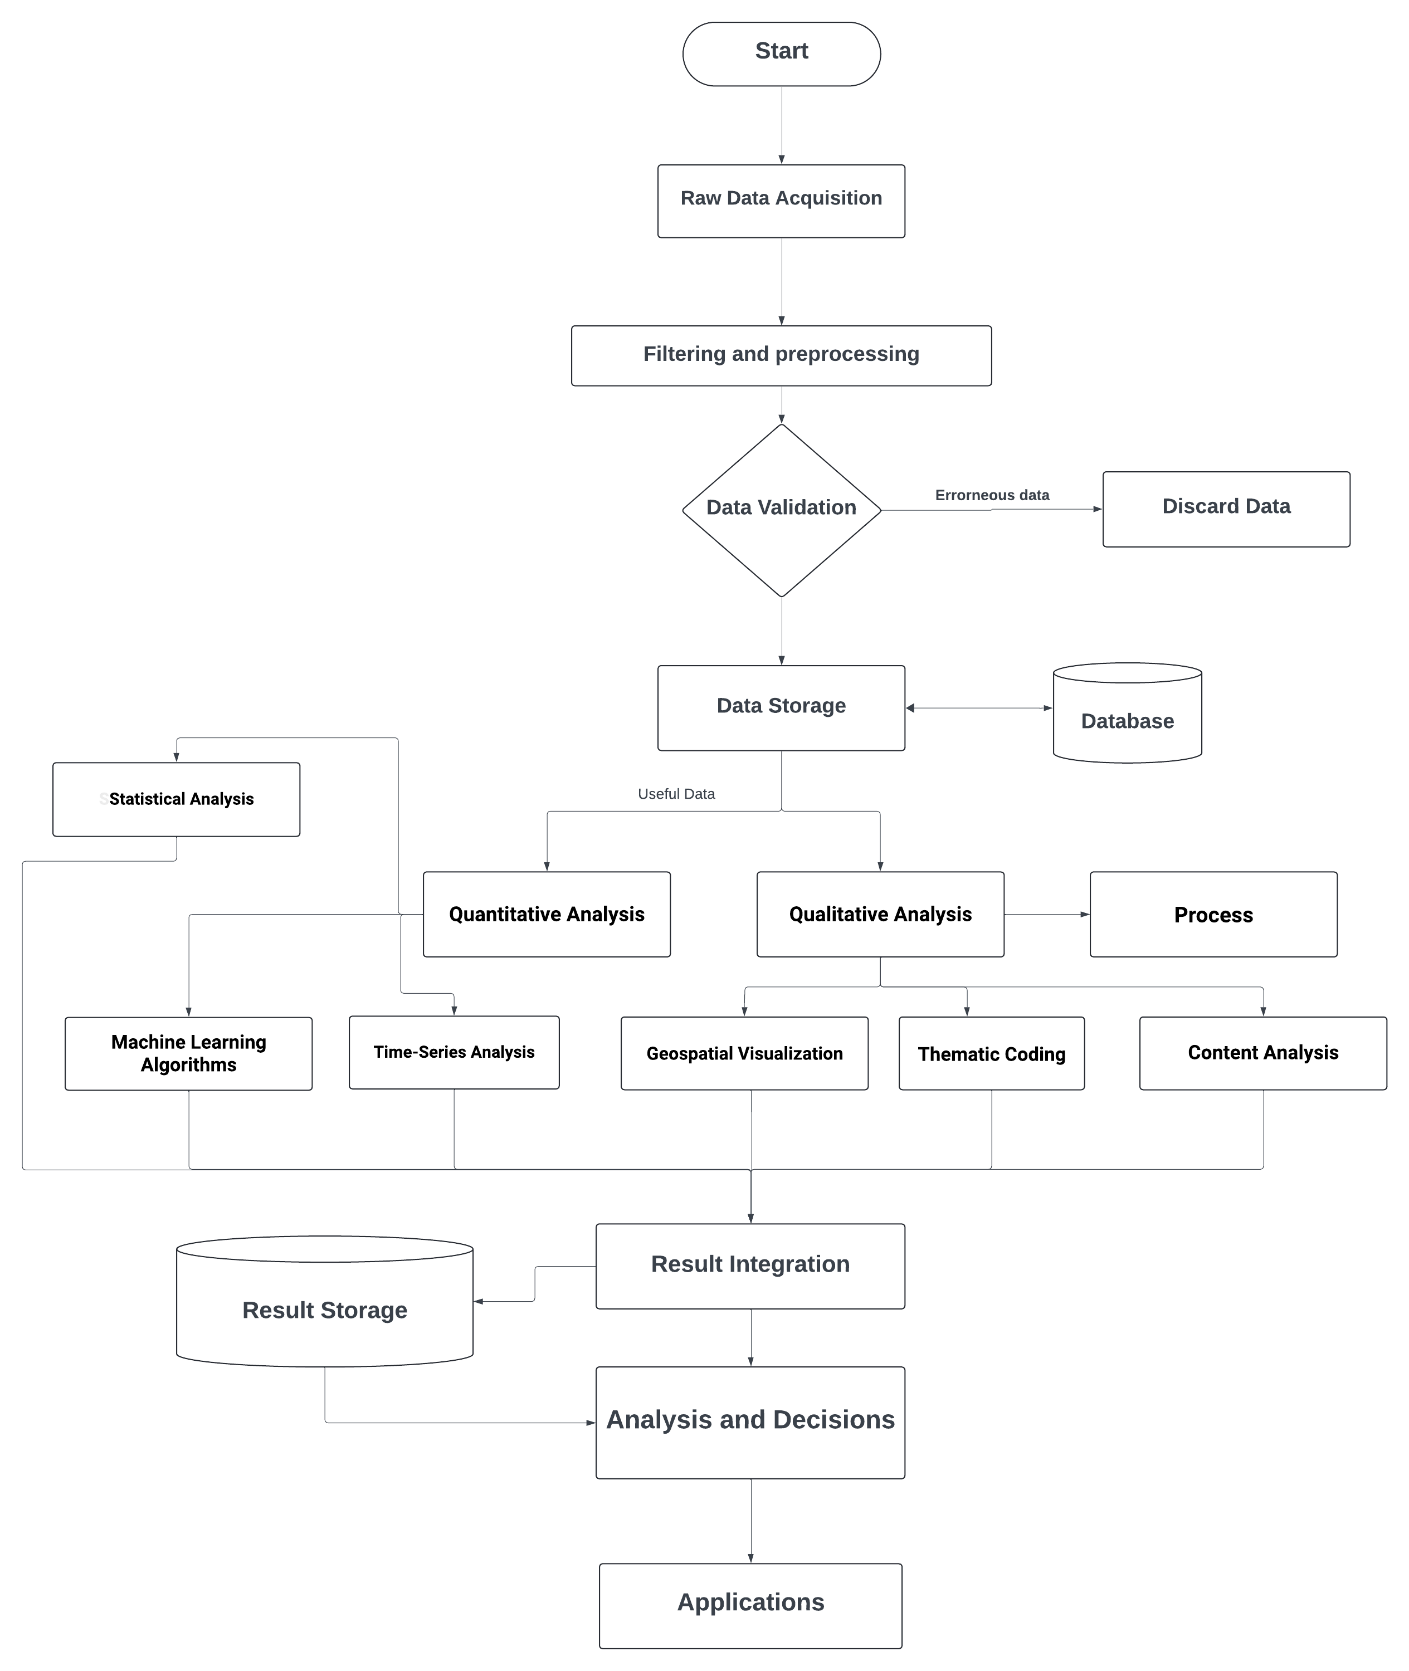 Start
Raw Data Acquisition
Filtering and preprocessing
Data Validation
Errorneous data
Discard Data
Data Storage
Database
Useful Data
Statistical Analysis
Quantitative Analysis
Qualitative Analysis
Process
Machine Learning
Algorithms
Time-Series Analysis
Geospatial Visualization
Thematic Coding
Content Analysis
Result Integration
Result Storage
Analysis and Decisions
Applications